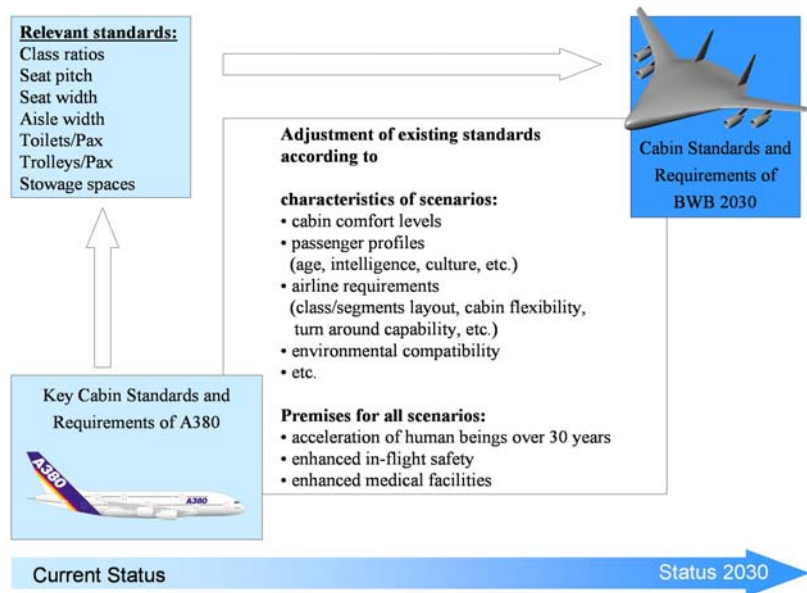 Relevant standards:
Class ratios
Seat pitch
Seat width
Aisle width
Toilets/Pax
Trolleys/Pax
Stowage spaces
Cabin Standards and
Requirements of
BWB 2030
Adjustment of existing standards
according to
characteristics of scenarios:
• cabin comfort levels
• passenger profiles
(age, intelligence, culture, etc.)
• airline requirements
(class/segments layout, cabin flexibility,
turn around capability, etc.)
• environmental compatibility
• etc.
Premises for all scenarios:
• acceleration of human beings over 30 years
• enhanced in-flight safety
• enhanced medical facilities
Key Cabin Standards and
Requirements of A380
A380
A380
Current Status
Status 2030